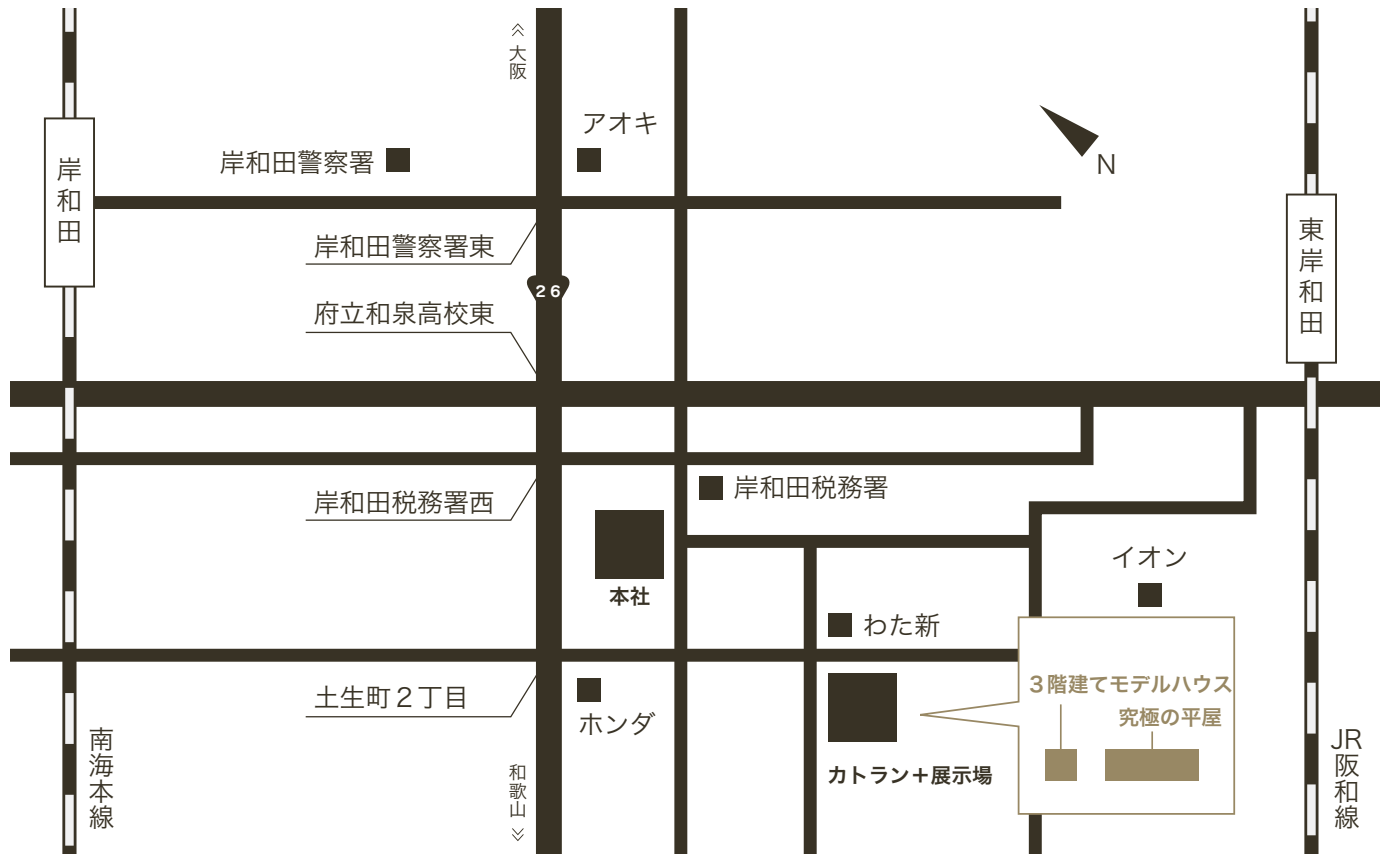 大阪
アオキ
岸和田警察署
N
岸和田
岸和田警察署東
東岸和田
26
府立和泉高校東
岸和田税務署
岸和田税務署西
イオン
本社
わた新
3階建てモデルハウス
土生町2丁目
究極の平屋
ホンダ
南海本線
JR阪和線
和歌山
カトラン+展示場